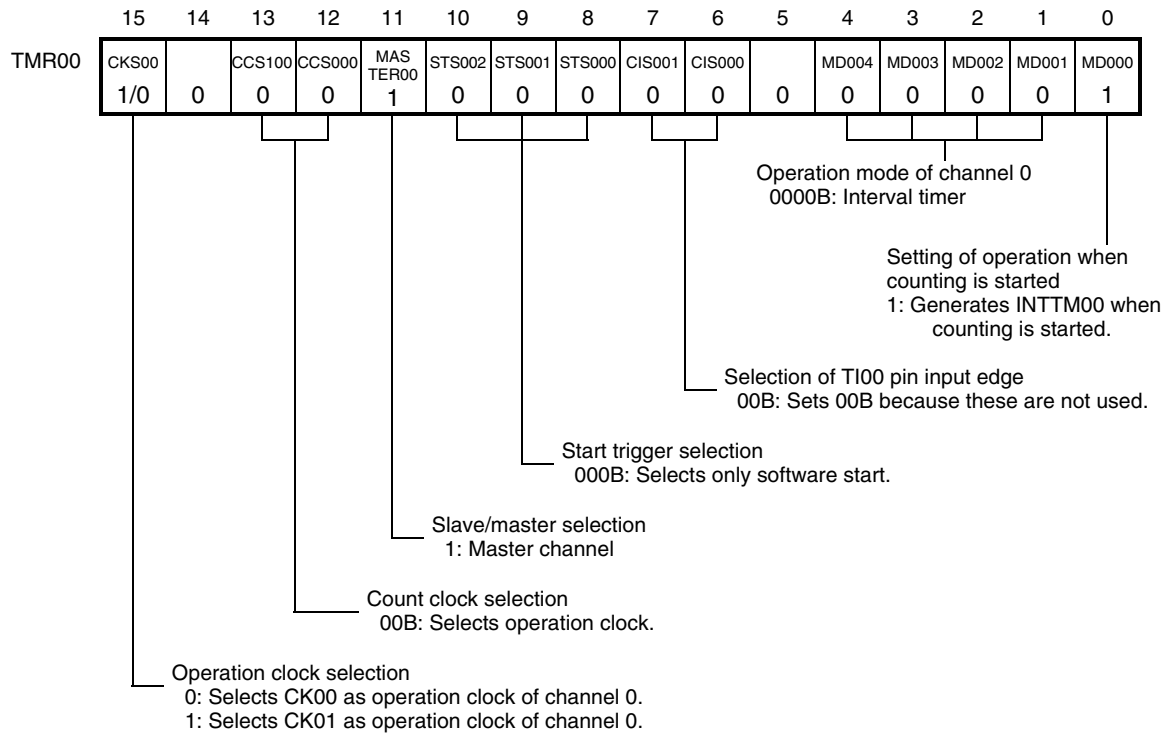 15 14 13 12 11 10 9 8 7 6 5 4 3 2 1 0
TMR00
CKS00 CCS100 CCS000 MAS TER00 STS002 STS001 STS000 CIS001 CIS000 MD004 MD003 MD002 MD001 MD000
1/0 0 0 0 1 0 0 0 0 0 0 0 0 0 0 1
Operation mode of channel 0
0000B: Interval timer
Setting of operation when
counting is started
1: Generates INTTM00 when
counting is started.
Selection of TI00 pin input edge
00B: Sets 00B because these are not used.
Start trigger selection
000B: Selects only software start.
Slave/master selection
1: Master channel
Count clock selection
00B: Selects operation clock.
Operation clock selection
0: Selects CK00 as operation clock of channel 0.
1: Selects CK01 as operation clock of channel 0.